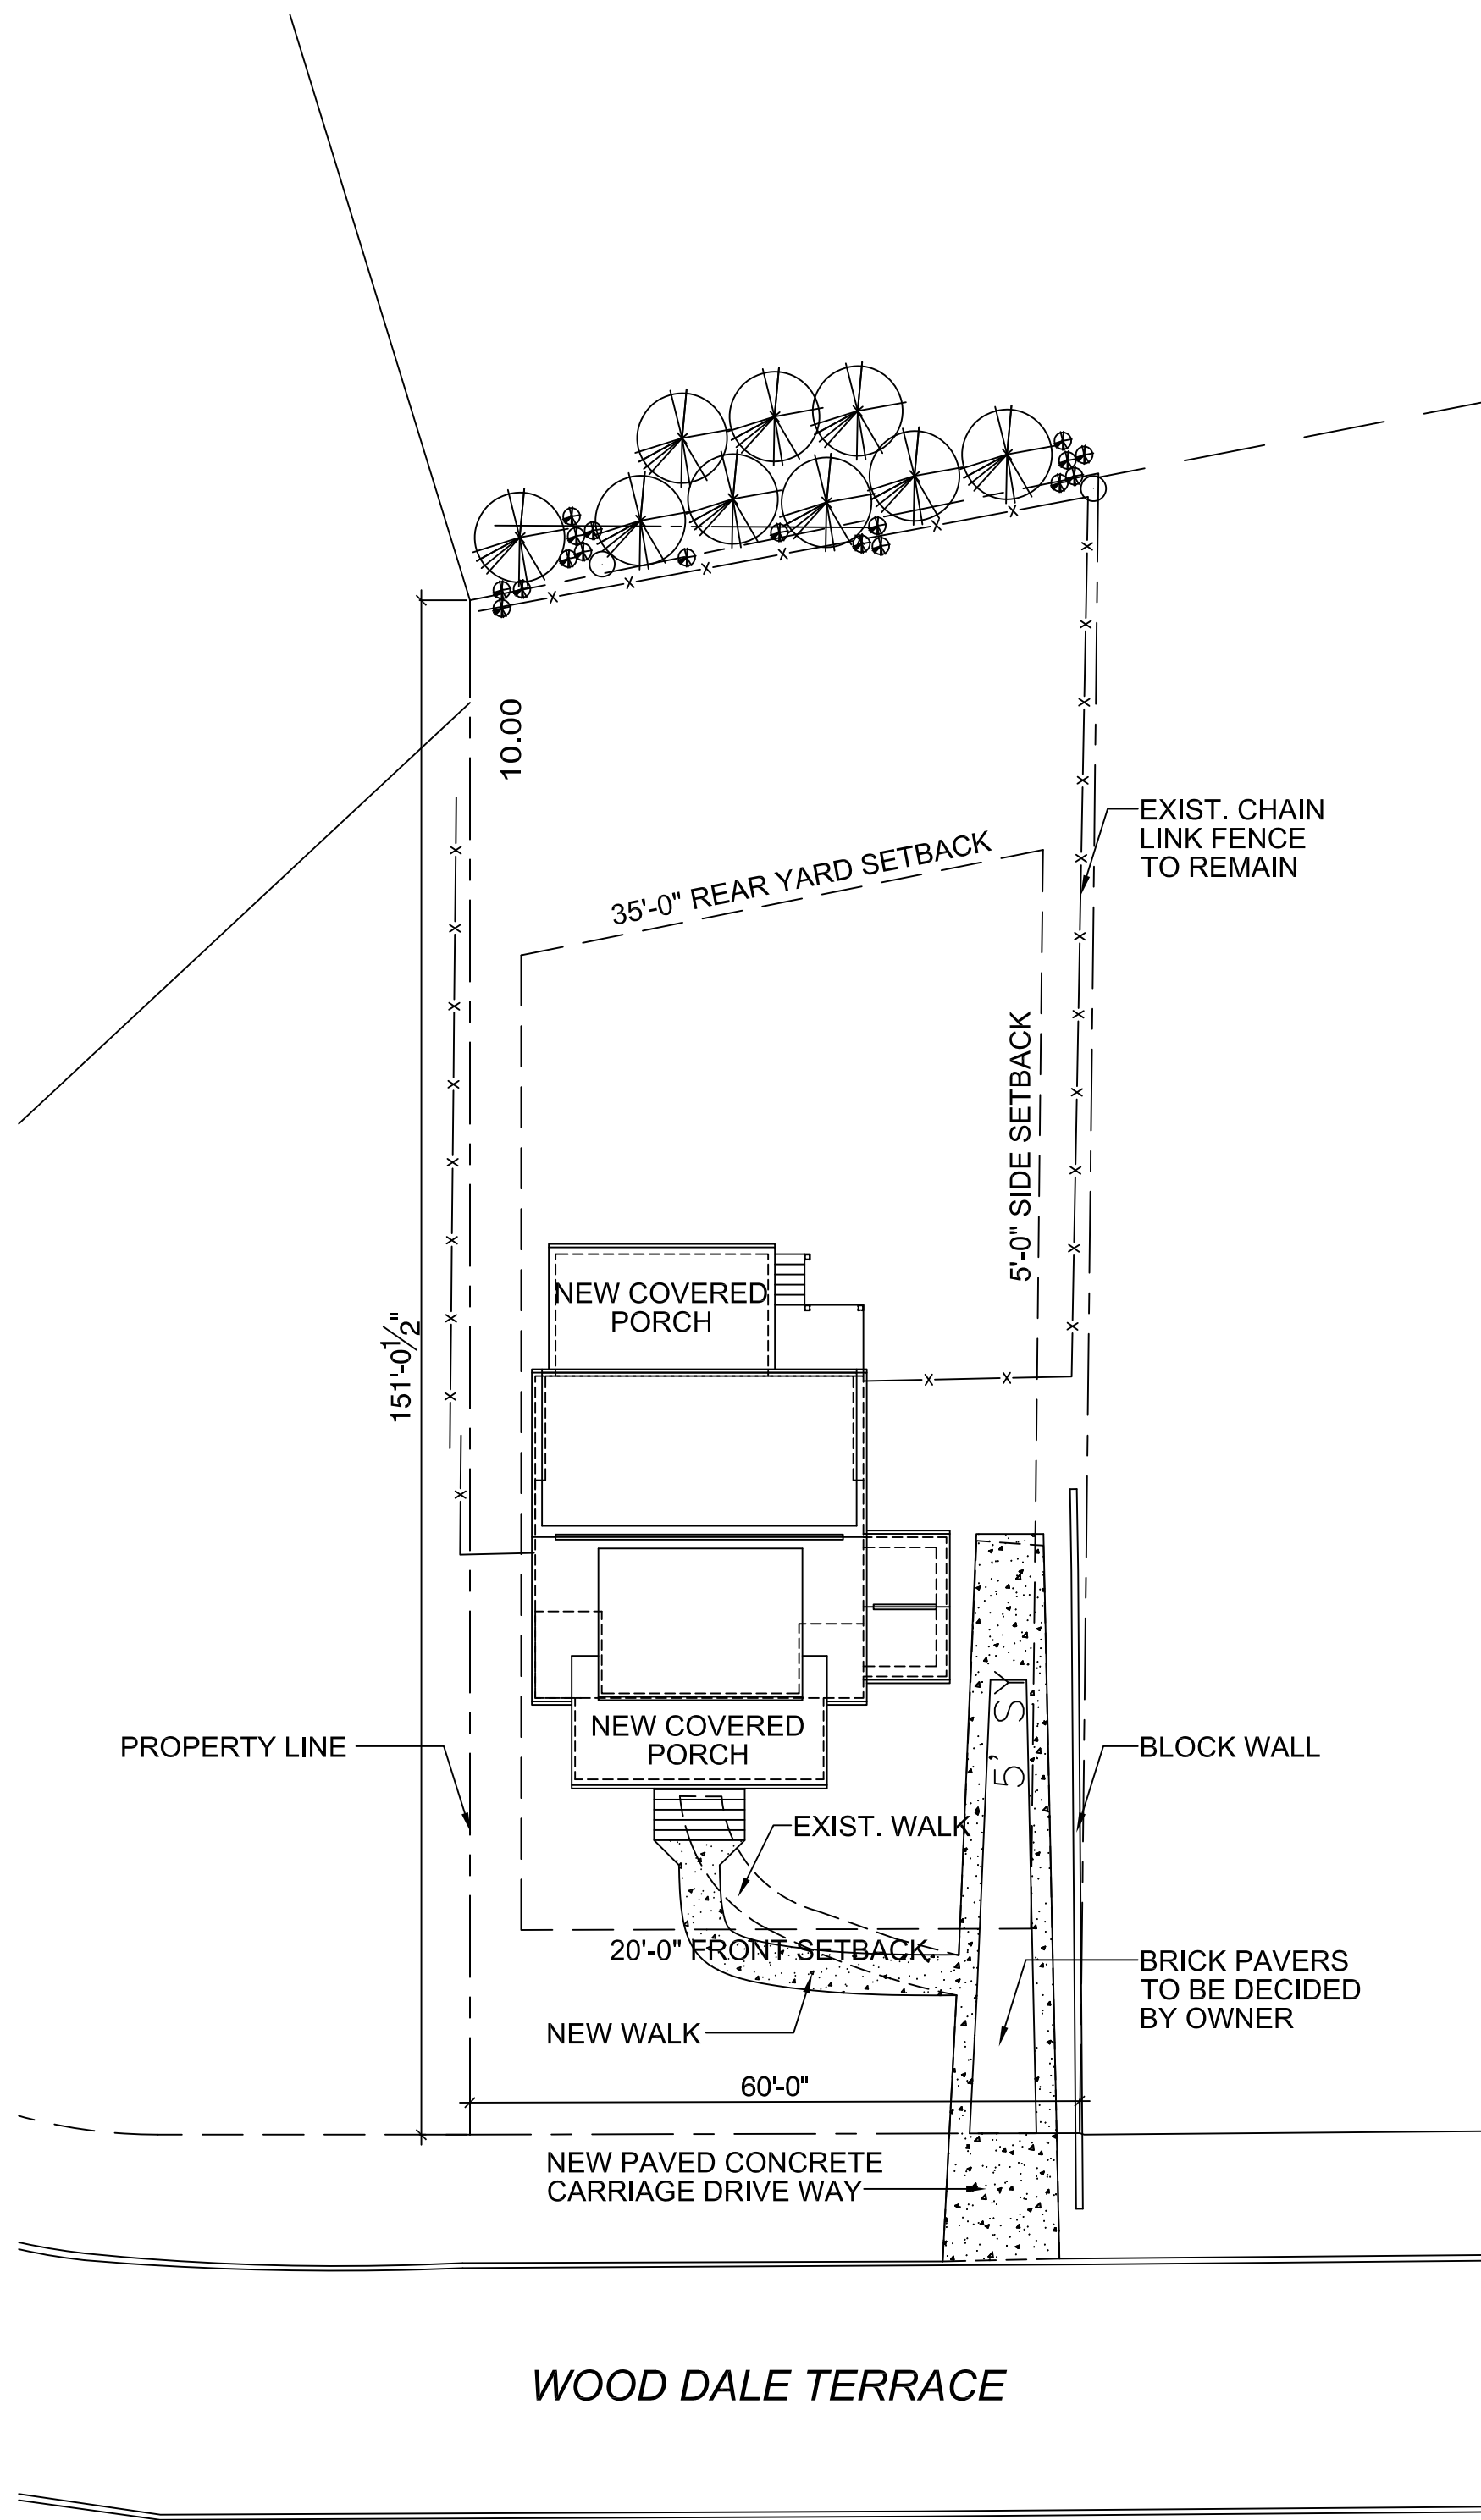 10.00
EXIST. CHAIN
LINK FENCE
TO REMAIN
35'-0" REAR YARD SETBACK
5'-0" SIDE SETBACK
NEW COVERED
PORCH
151'-0½"
5' SY
NEW COVERED
PORCH
PROPERTY LINE
BLOCK WALL
EXIST. WALK
20'-0" FRONT SETBACK
BRICK PAVERS
TO BE DECIDED
BY OWNER
NEW WALK
60'-0"
NEW PAVED CONCRETE
CARRIAGE DRIVE WAY
WOOD DALE TERRACE